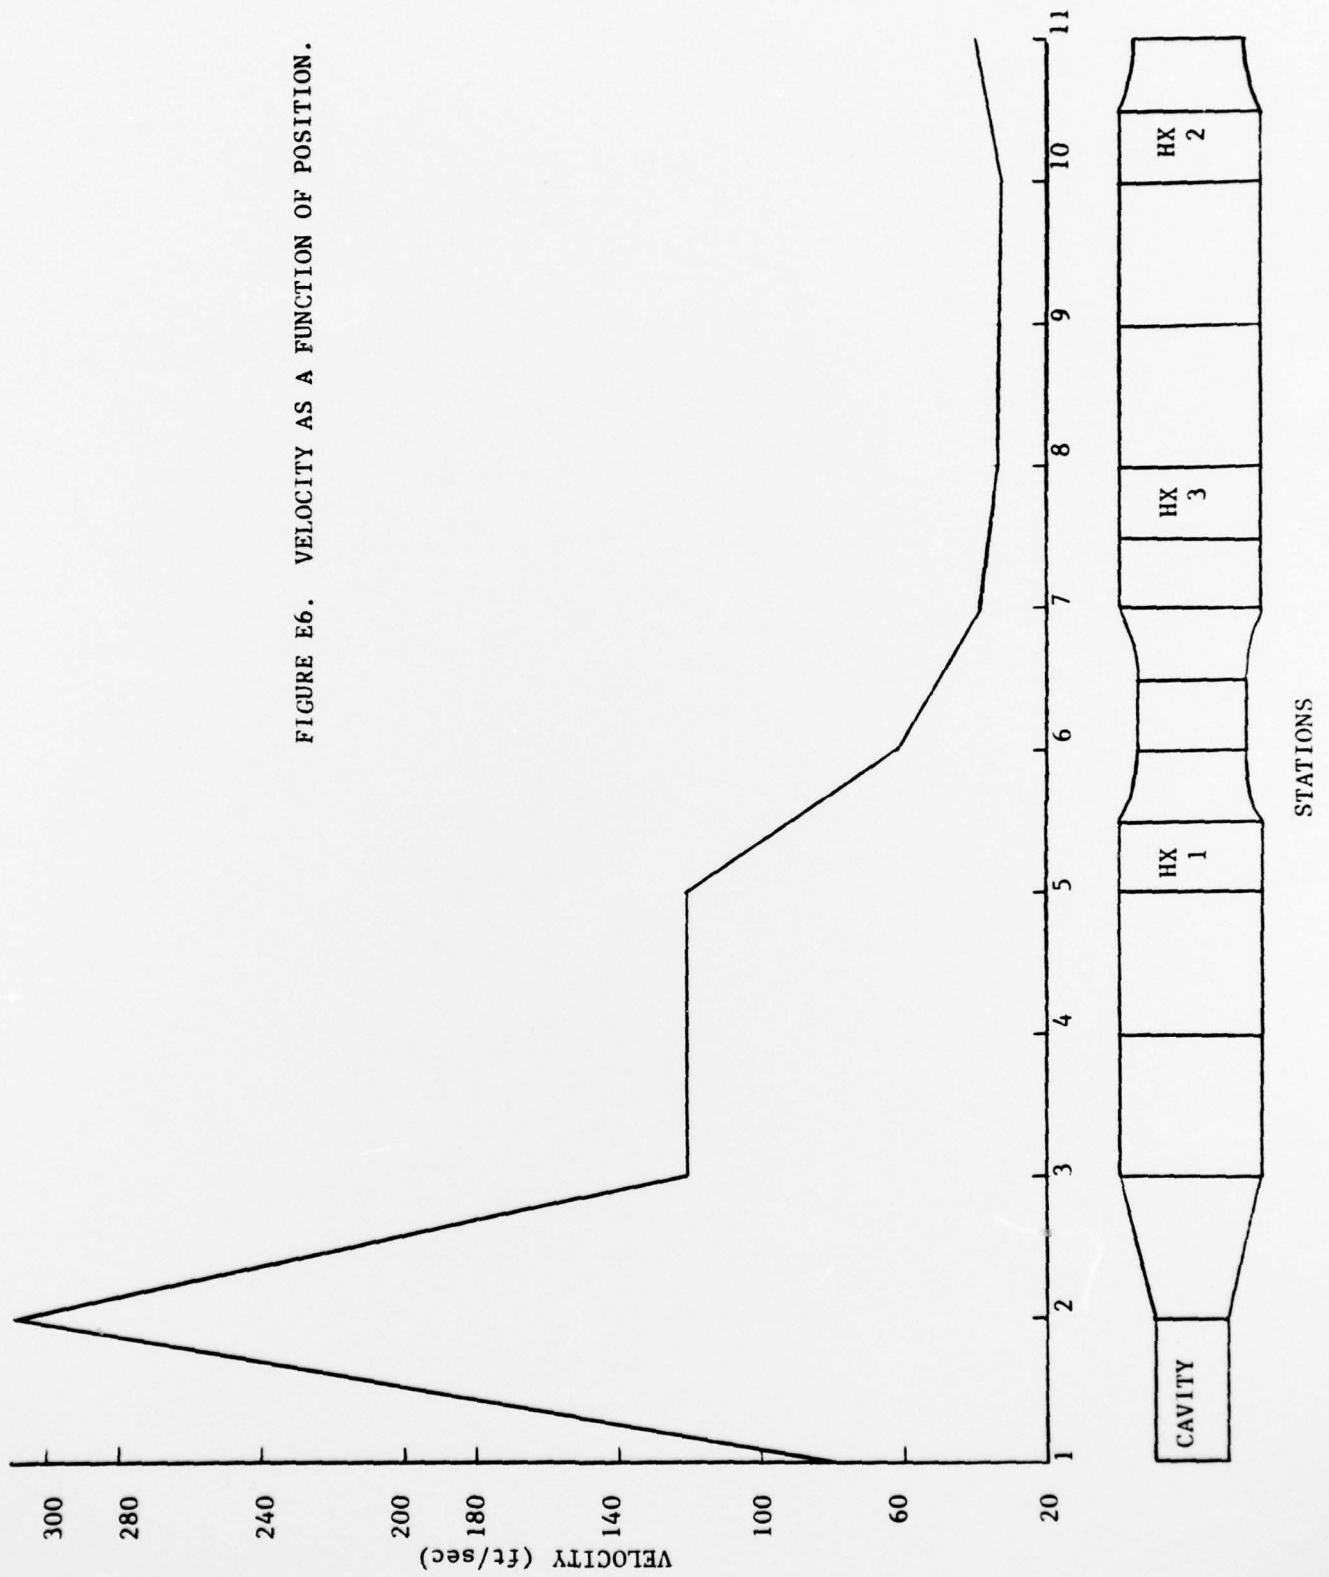 FIGURE E6. VELOCITY AS A FUNCTION OF POSITION.
VELOCITY (ft/sec)
300
280
240
200
180
140
100
60
20
1 2 3 4 5 6 7 8 9 10 11
CAVITY
HX
1
HX
3
HX
2
STATIONS